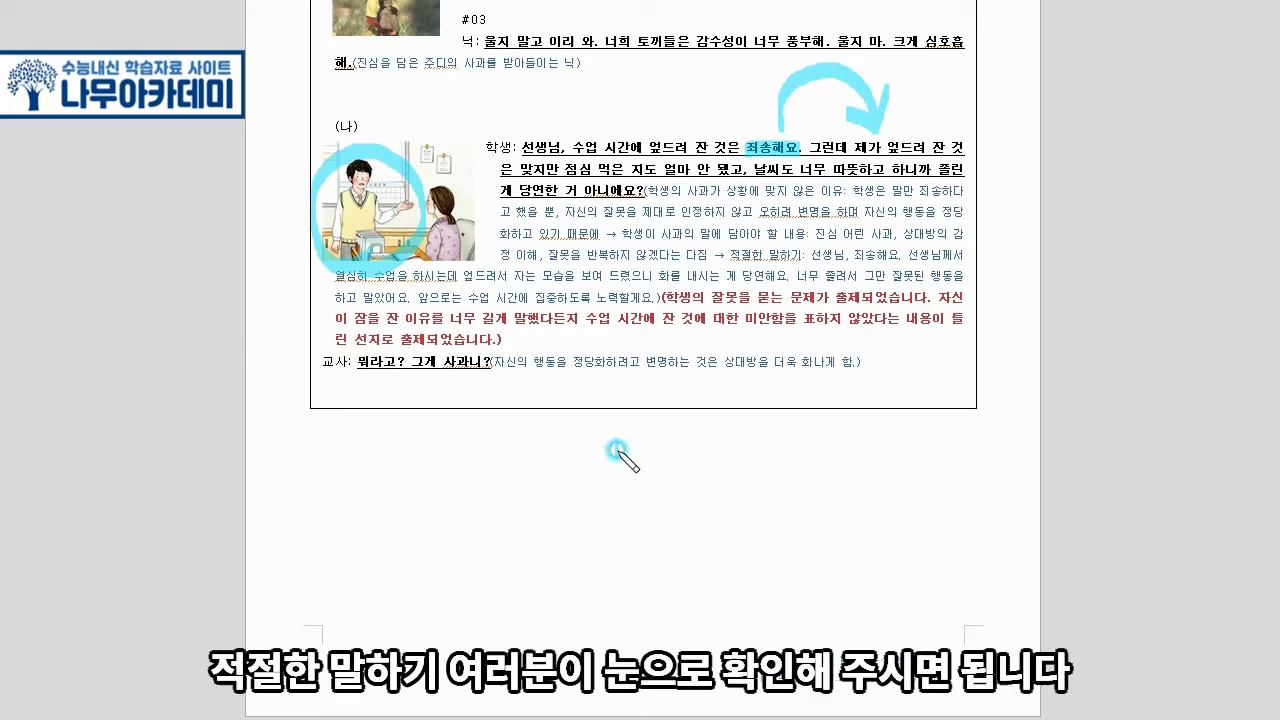 #03
닉: 울지 말고 이리 와. 너희 토끼들은 감수성이 너무 풍부해. 울지 마. 크게 심호흡
해.(진심을 담은 주디의 사과를 받아들이는 닉)
수능내신 학습자료 사이트
나무아카데미
(나)
학생: 선생님, 수업 시간에 엎드려 잔 것은 죄송해요. 그런데 제가 엎드려 잔 것
은 맞지만 점심 먹은 지도 얼마 안 됐고, 날씨도 너무 따뜻하고 하니까 졸린
게 당연한 거 아니에요?(학생의 사과가 상황에 맞지 않은 이유: 학생은 말만 죄송하다
고 했을 뿐, 자신의 잘못을 제대로 인정하지 않고 오히려 변명을 하며 자신의 행동을 정당
화하고 있기 때문에 → 학생이 사과의 말에 담아야 할 내용: 진심 어린 사과, 상대방의 감
정 이해, 잘못을 반복하지 않겠다는 다짐 → 적절한 말하기: 선생님, 죄송해요. 선생님께서
열심히 수업을 하시는데 엎드려서 자는 모습을 보여 드렸으니 화를 내시는 게 당연해요. 너무 졸려서 그만 잘못된 행동을
하고 말았어요. 앞으로는 수업 시간에 집중하도록 노력할게요.)(학생의 잘못을 묻는 문제가 출제되었습니다. 자신
이 잠을 잔 이유를 너무 길게 말했다든지 수업 시간에 잔 것에 대한 미안함을 표하지 않았다는 내용이 틀
린 선지로 출제되었습니다.)
교사: 뭐라고? 그게 사과니?(자신의 행동을 정당화하려고 변명하는 것은 상대방을 더욱 화나게 함.)
적절한 말하기 여러분이 눈으로 확인해 주시면 됩니다